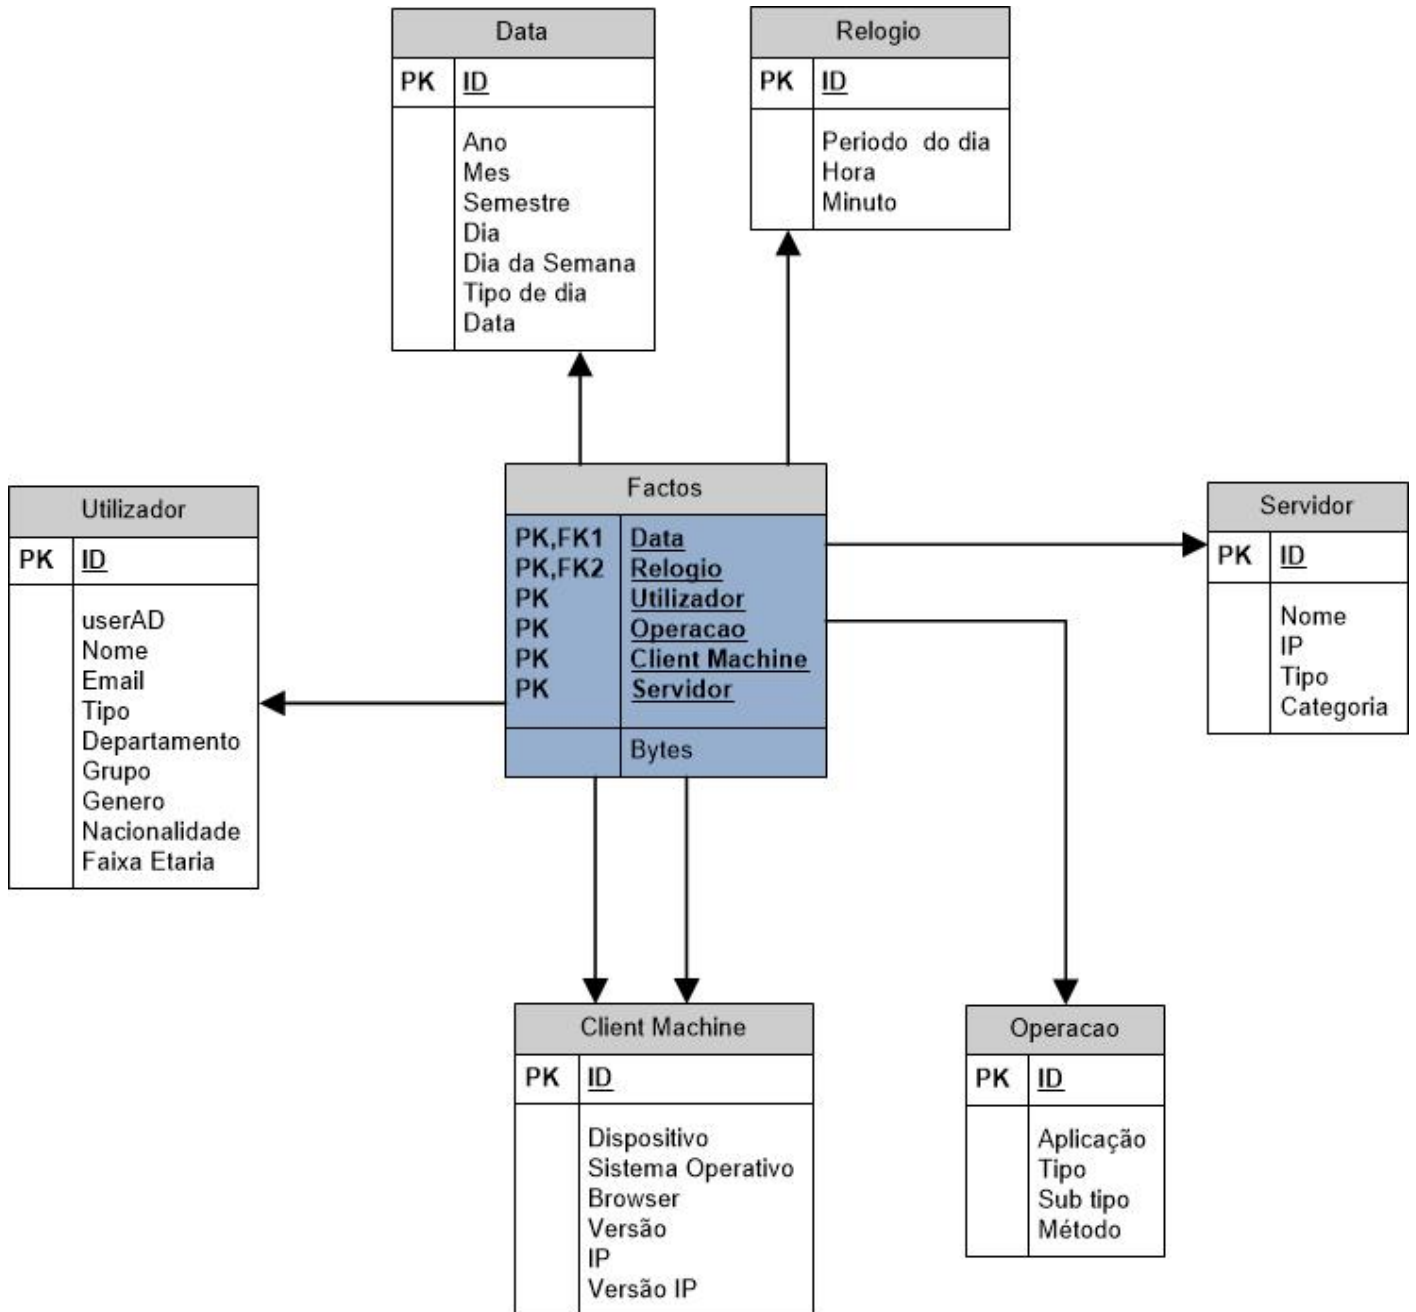 Data
PK ID
Ano
Mes
Semestre
Dia
Dia da Semana
Tipo de dia
Data
Relogio
PK ID
Periodo do dia
Hora
Minuto
Utilizador
PK ID
userAD
Nome
Email
Tipo
Departamento
Grupo
Genero
Nacionalidade
Faixa Etaria
Factos
PK,FK1 Data
PK,FK2 Relogio
PK Utilizador
PK Operacao
PK Client Machine
PK Servidor
Bytes
Servidor
PK ID
Nome
IP
Tipo
Categoria
Client Machine
PK ID
Dispositivo
Sistema Operativo
Browser
Versão
IP
Versão IP
Operacao
PK ID
Aplicação
Tipo
Sub tipo
Método